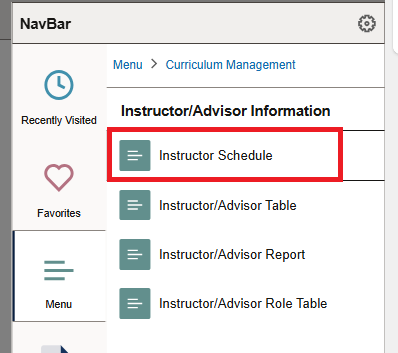 NavBar
Menu > Curriculum Management
Recently Visited
Instructor/Advisor Information
Instructor Schedule
Favorites
Instructor/Advisor Table
Instructor/Advisor Report
Menu
Instructor/Advisor Role Table